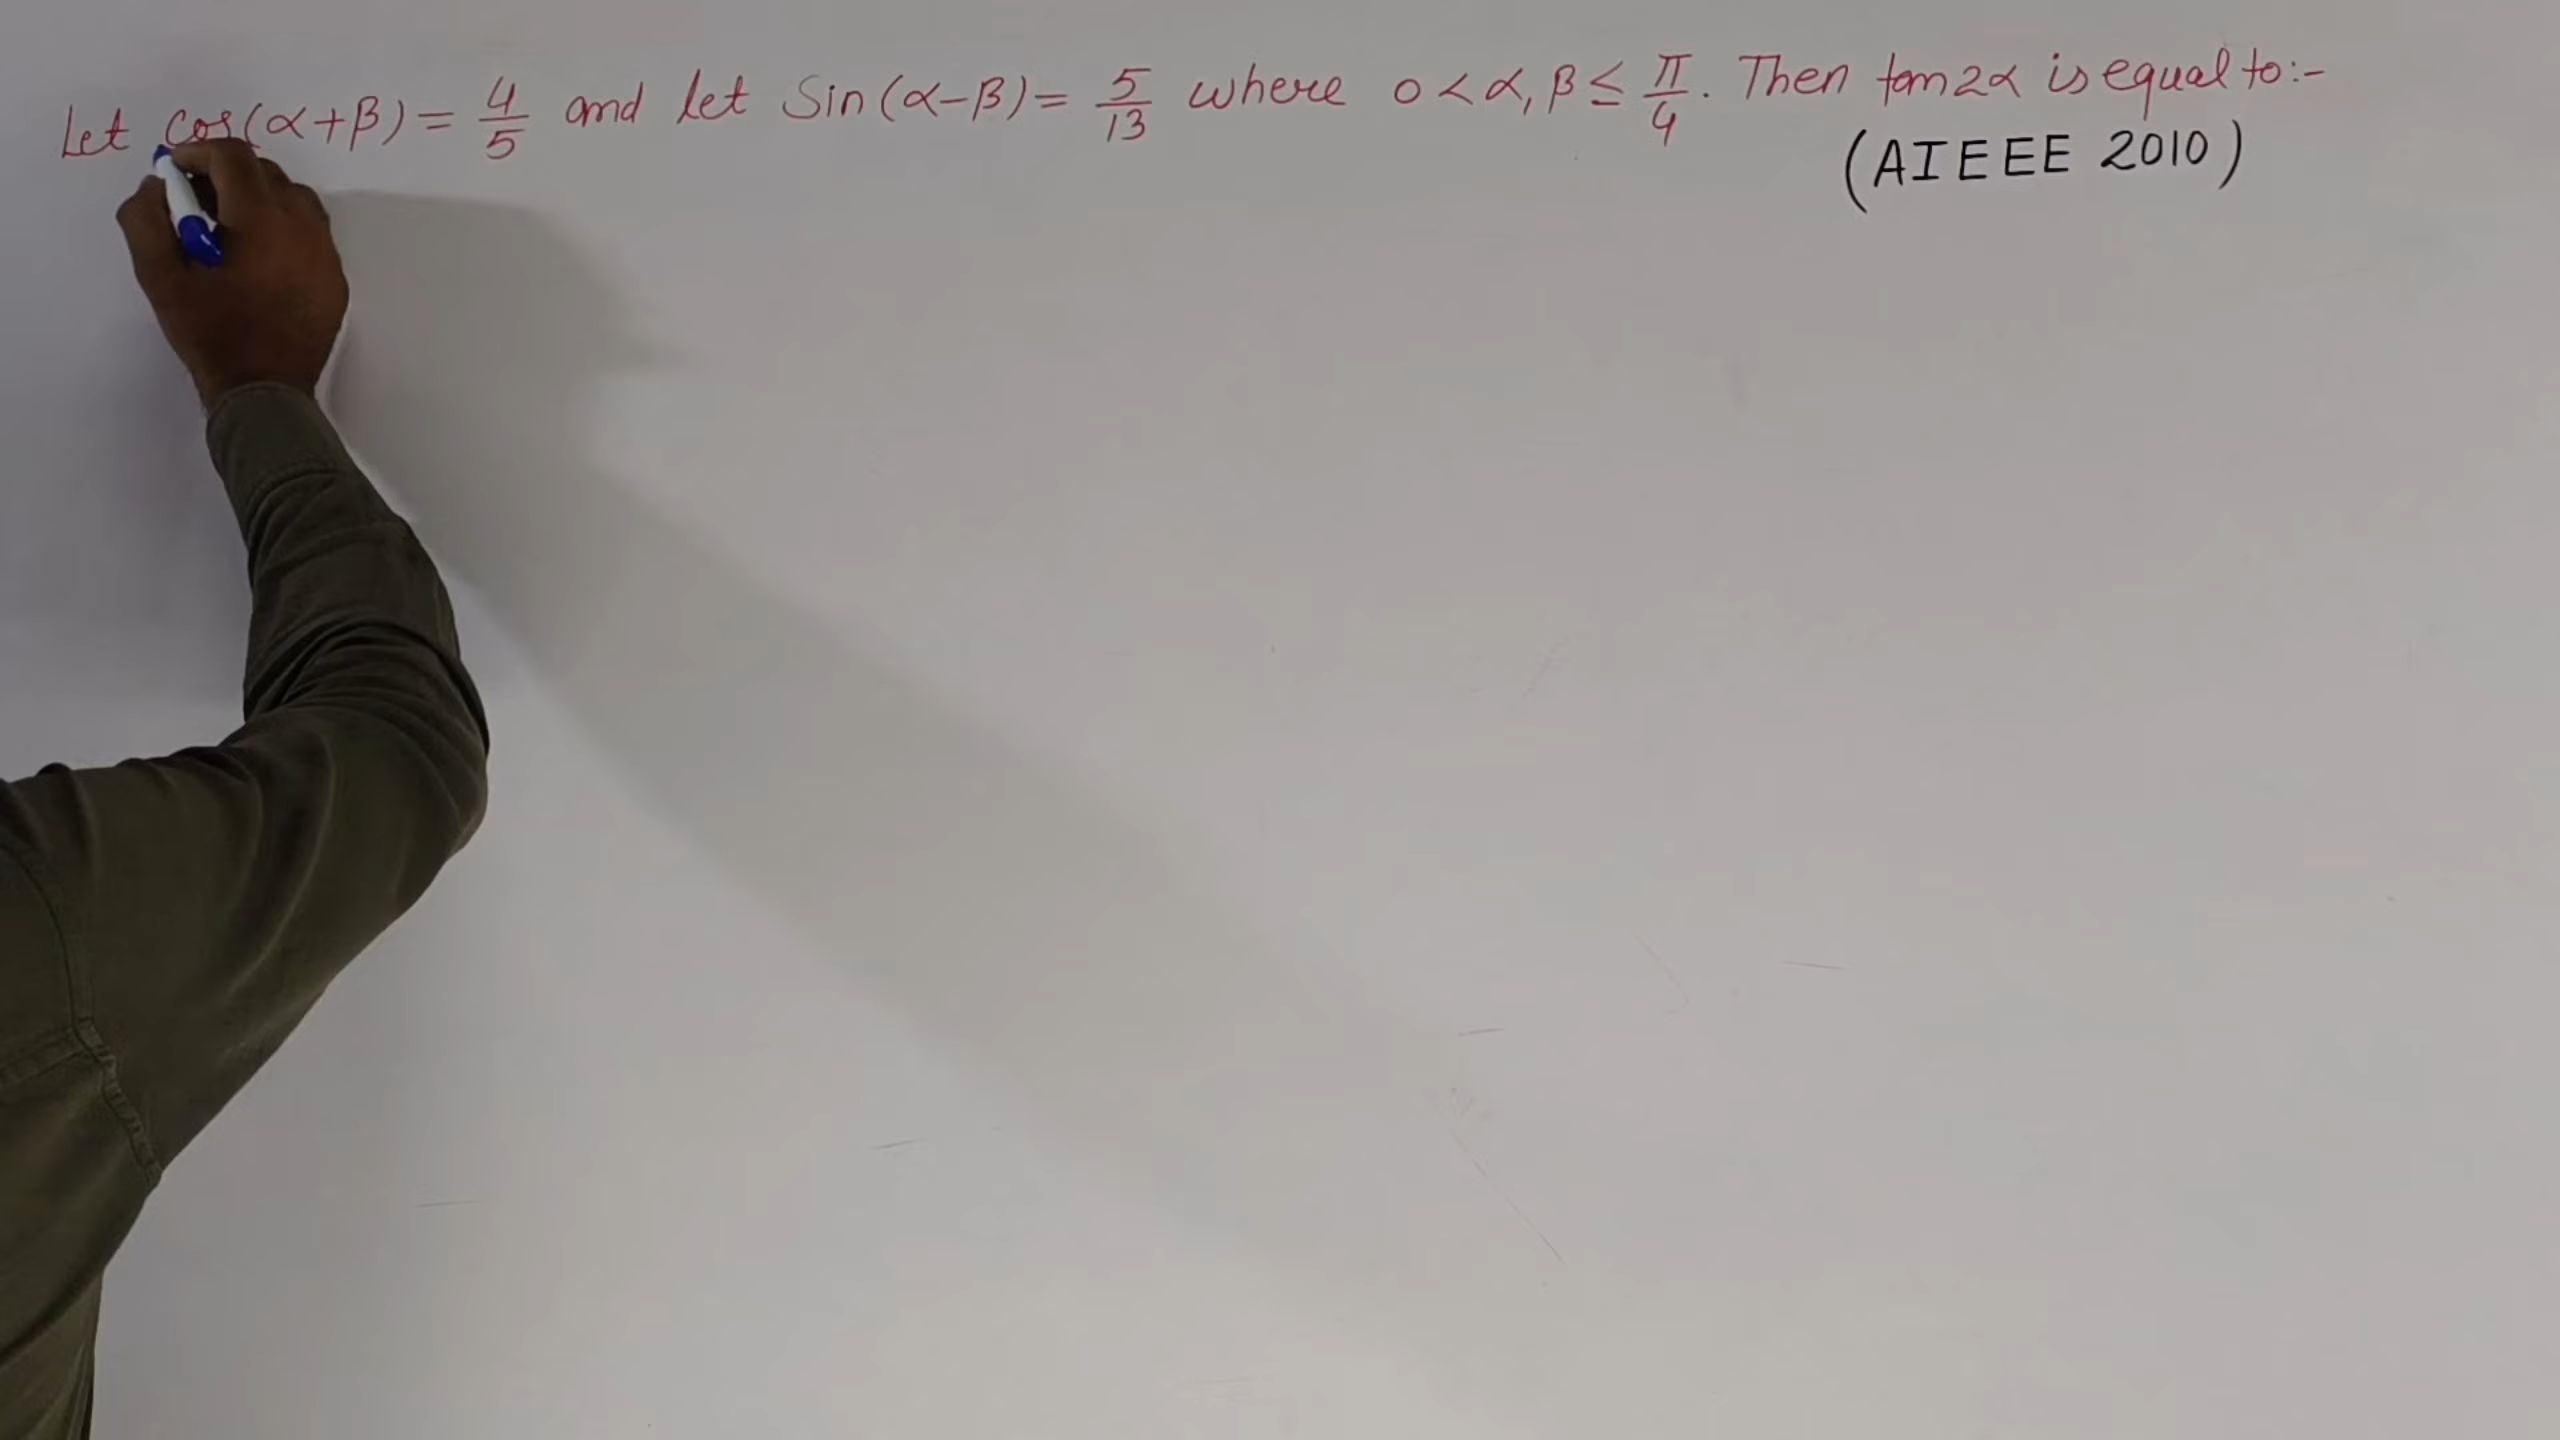 Let cos(α+β) = 4/5 and let Sin(α-β) = 5/13 where 0<α, β ≤ π/4. Then tan2α is equal to:-
(AIEEE 2010)